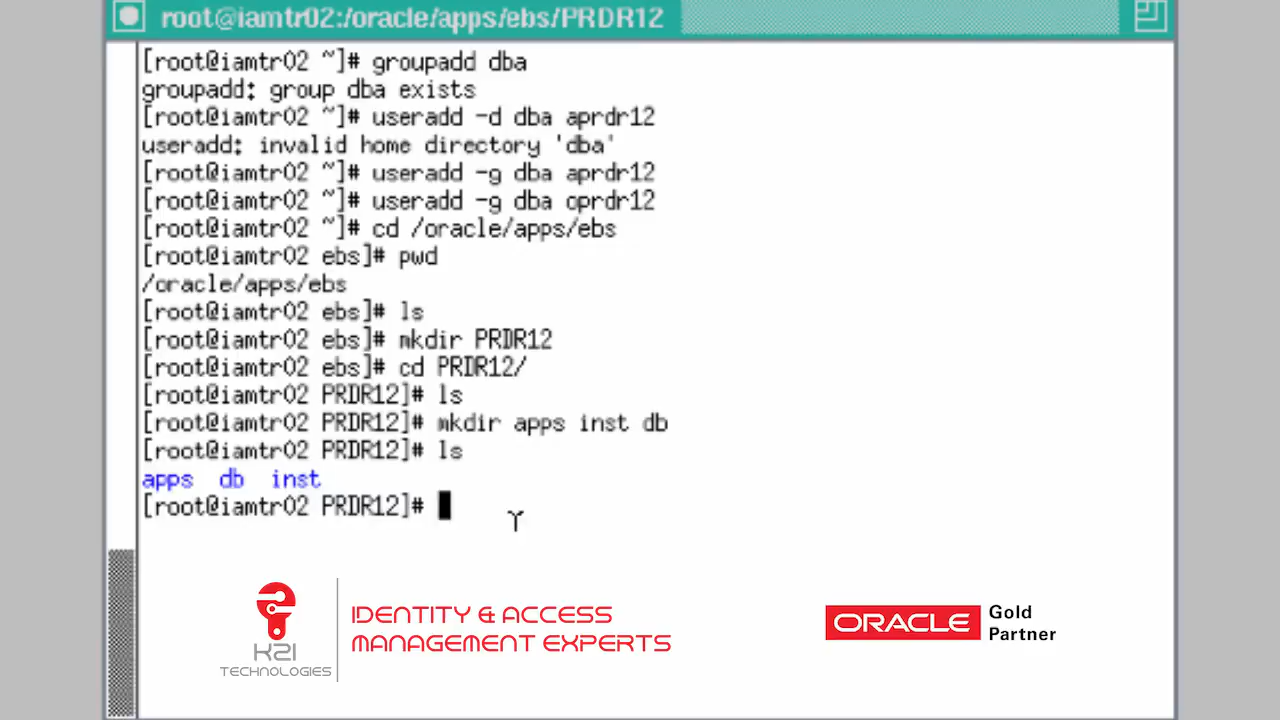 root@iamtr02:/oracle/apps/ebs/PRDR12
[root@iamtr02 ~]# groupadd dba
groupadd: group dba exists
[root@iamtr02 ~]# useradd -d dba aprdr12
useradd: invalid home directory 'dba'
[root@iamtr02 ~]# useradd -g dba aprdr12
[root@iamtr02 ~]# useradd -g dba oprdr12
[root@iamtr02 ~]# cd /oracle/apps/ebs
[root@iamtr02 ebs]# pwd
/oracle/apps/ebs
[root@iamtr02 ebs]# ls
[root@iamtr02 ebs]# mkdir PRDR12
[root@iamtr02 ebs]# cd PRDR12/
[root@iamtr02 PRDR12]# ls
[root@iamtr02 PRDR12]# mkdir apps inst db
[root@iamtr02 PRDR12]# ls
apps  db  inst
[root@iamtr02 PRDR12]#
K21
TECHNOLOGIES
IDENTITY & ACCESS
MANAGEMENT EXPERTS
ORACLE
Gold
Partner